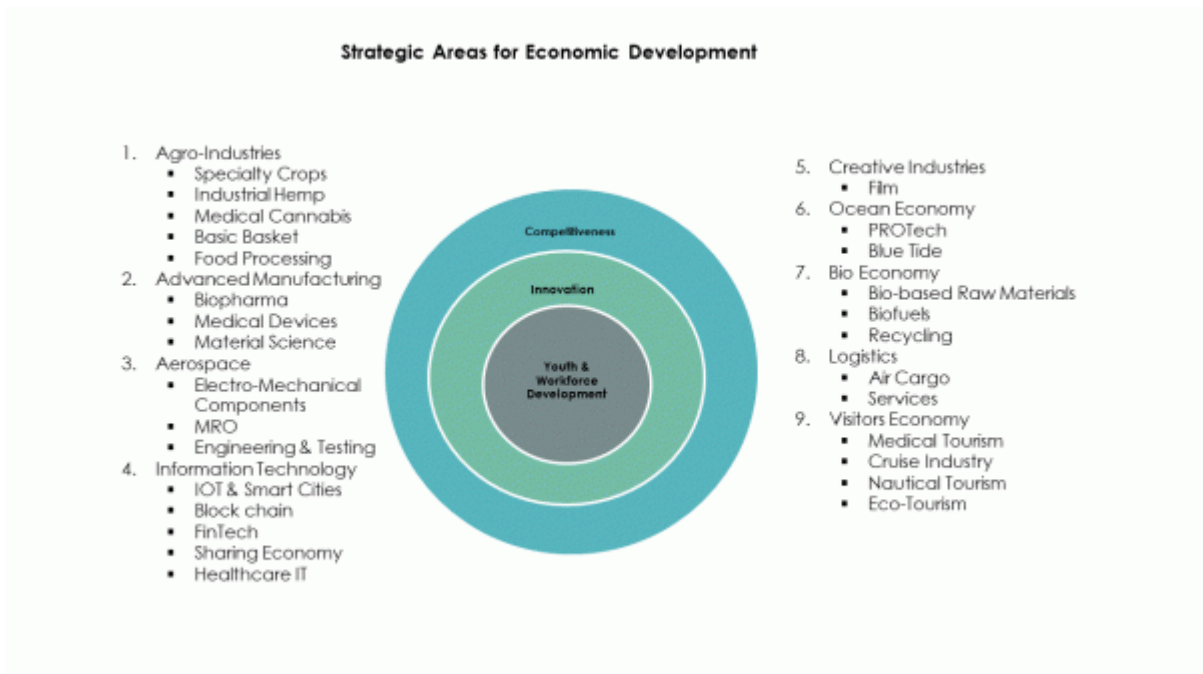 Strategic Areas for Economic Development
1. Agro-Industries
▪ Specialty Crops
▪ Industrial Hemp
▪ Medical Cannabis
▪ Basic Basket
▪ Food Processing
2. Advanced Manufacturing
▪ Biopharma
▪ Medical Devices
▪ Material Science
3. Aerospace
▪ Electro-Mechanical
Components
▪ MRO
▪ Engineering & Testing
4. Information Technology
▪ IOT & Smart Cities
▪ Block chain
▪ FinTech
▪ Sharing Economy
▪ Healthcare IT
Competitiveness
Innovation
Youth &
Workforce
Development
5. Creative Industries
▪ Film
6. Ocean Economy
▪ PROTech
▪ Blue Tide
7. Bio Economy
▪ Bio-based Raw Materials
▪ Biofuels
▪ Recycling
8. Logistics
▪ Air Cargo
▪ Services
9. Visitors Economy
▪ Medical Tourism
▪ Cruise Industry
▪ Nautical Tourism
▪ Eco-Tourism